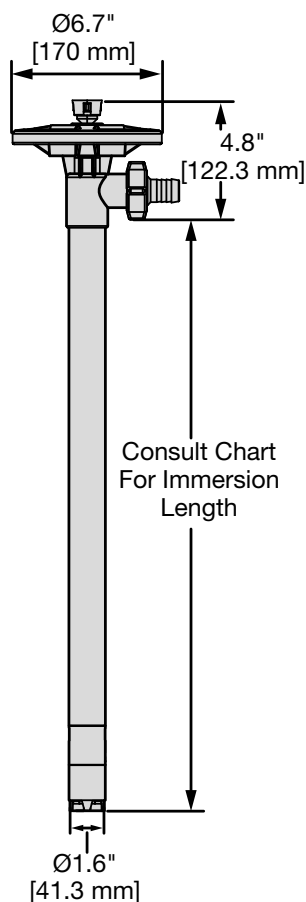 Ø6.7"
[170 mm]
4.8"
[122.3 mm]
Consult Chart
For Immersion
Length
Ø1.6"
[41.3 mm]